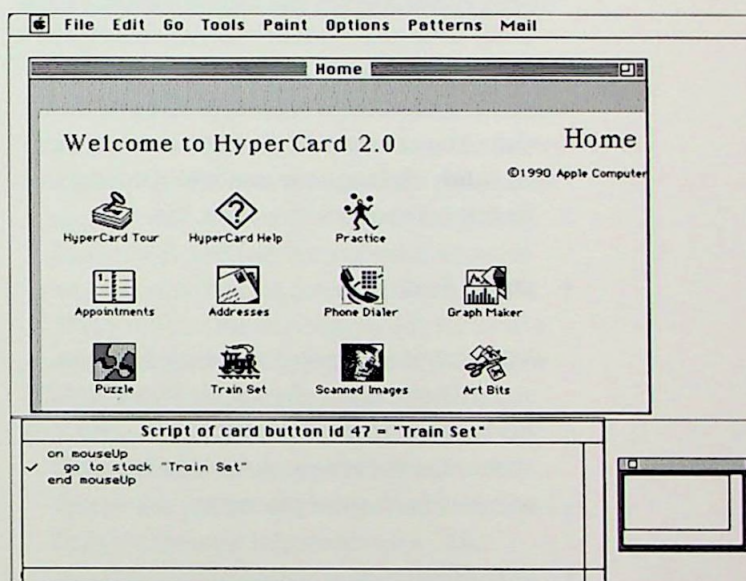 File Edit Go Tools Paint Options Patterns Mail
Home
Welcome to HyperCard 2.0
Home
©1990 Apple Computer
HyperCard Tour
HyperCard Help
Practice
Appointments
Addresses
Phone Dialer
Graph Maker
Puzzle
Train Set
Scanned Images
Art Bits
Script of card button id 47 = "Train Set"
on mouseUp
go to stack "Train Set"
end mouseUp